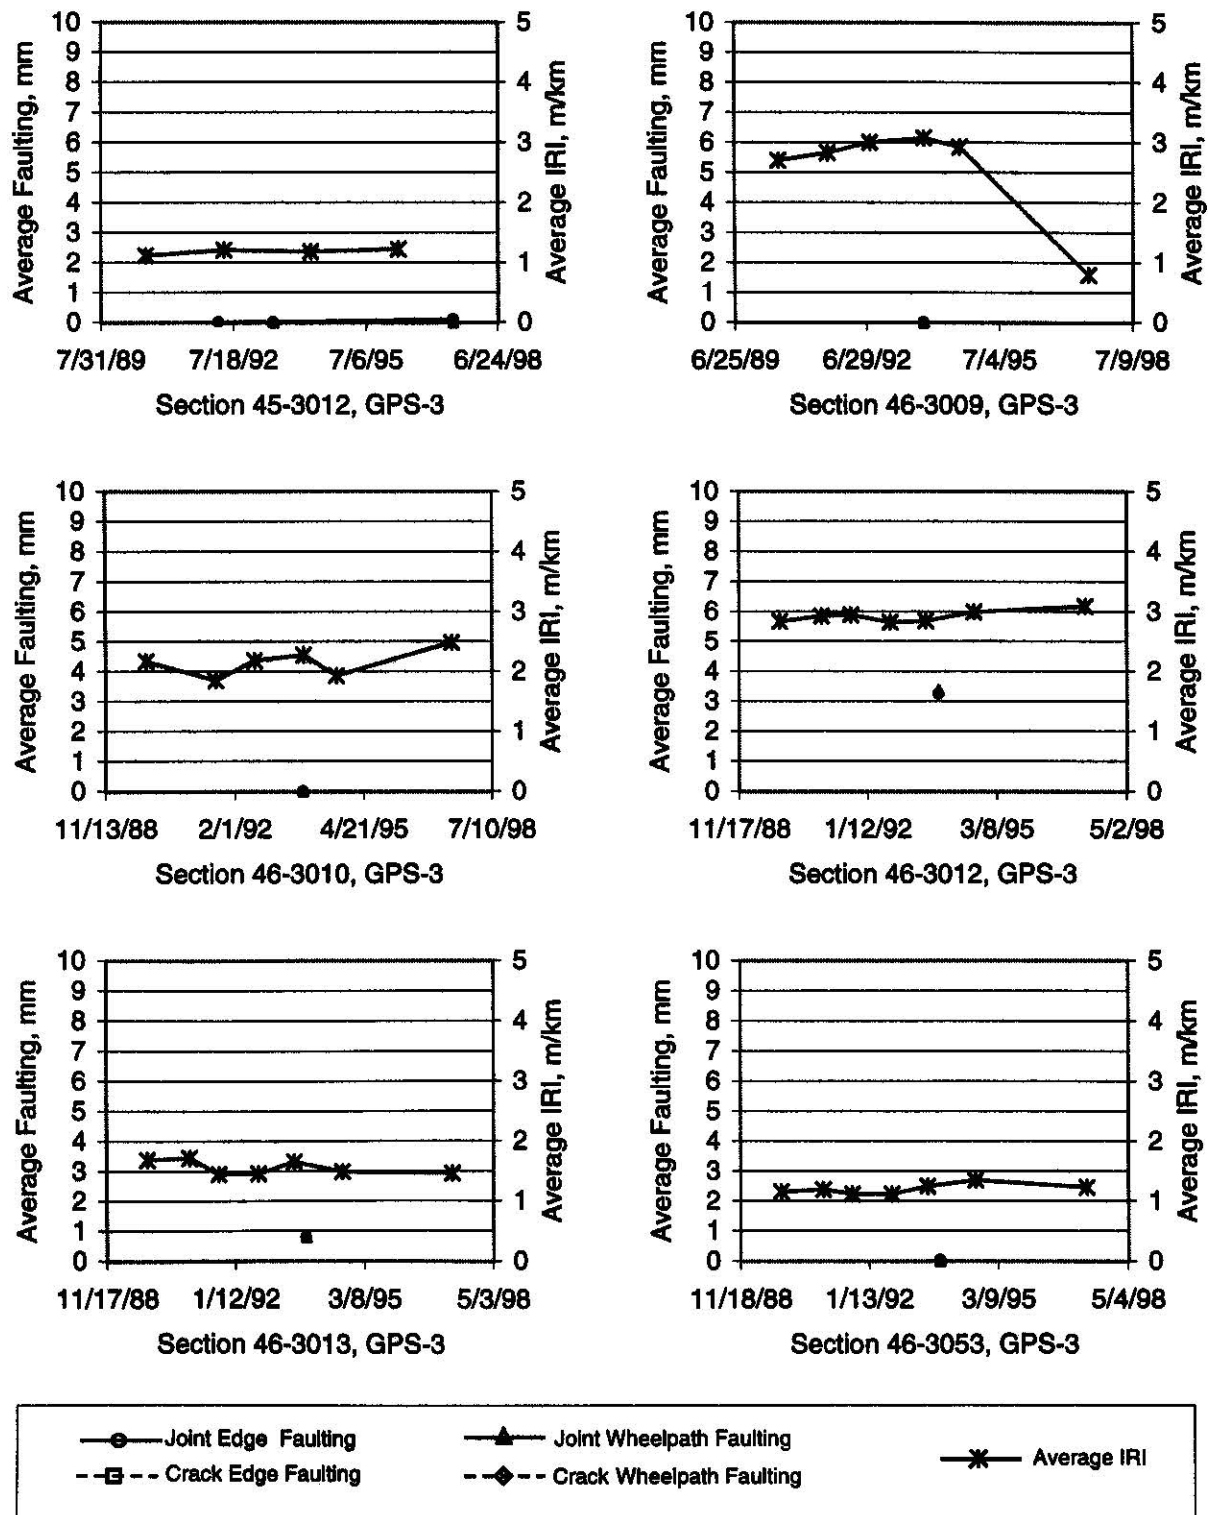 10 5
9
8 4
7
6 3
5
4 2
3
2 1
1
0 0
Average Faulting, mm
Average IRI, m/km
7/31/89 7/18/92 7/6/95 6/24/98
Section 45-3012, GPS-3
10 5
9
8 4
7
6 3
5
4 2
3
2 1
1
0 0
Average Faulting, mm
Average IRI, m/km
6/25/89 6/29/92 7/4/95 7/9/98
Section 46-3009, GPS-3
10 5
9
8 4
7
6 3
5
4 2
3
2 1
1
0 0
Average Faulting, mm
Average IRI, m/km
11/13/88 2/1/92 4/21/95 7/10/98
Section 46-3010, GPS-3
10 5
9
8 4
7
6 3
5
4 2
3
2 1
1
0 0
Average Faulting, mm
Average IRI, m/km
11/17/88 1/12/92 3/8/95 5/2/98
Section 46-3012, GPS-3
10 5
9
8 4
7
6 3
5
4 2
3
2 1
1
0 0
Average Faulting, mm
Average IRI, m/km
11/17/88 1/12/92 3/8/95 5/3/98
Section 46-3013, GPS-3
10 5
9
8 4
7
6 3
5
4 2
3
2 1
1
0 0
Average Faulting, mm
Average IRI, m/km
11/18/88 1/13/92 3/9/95 5/4/98
Section 46-3053, GPS-3
Joint Edge Faulting
Joint Wheelpath Faulting
Crack Edge Faulting
Crack Wheelpath Faulting
Average IRI